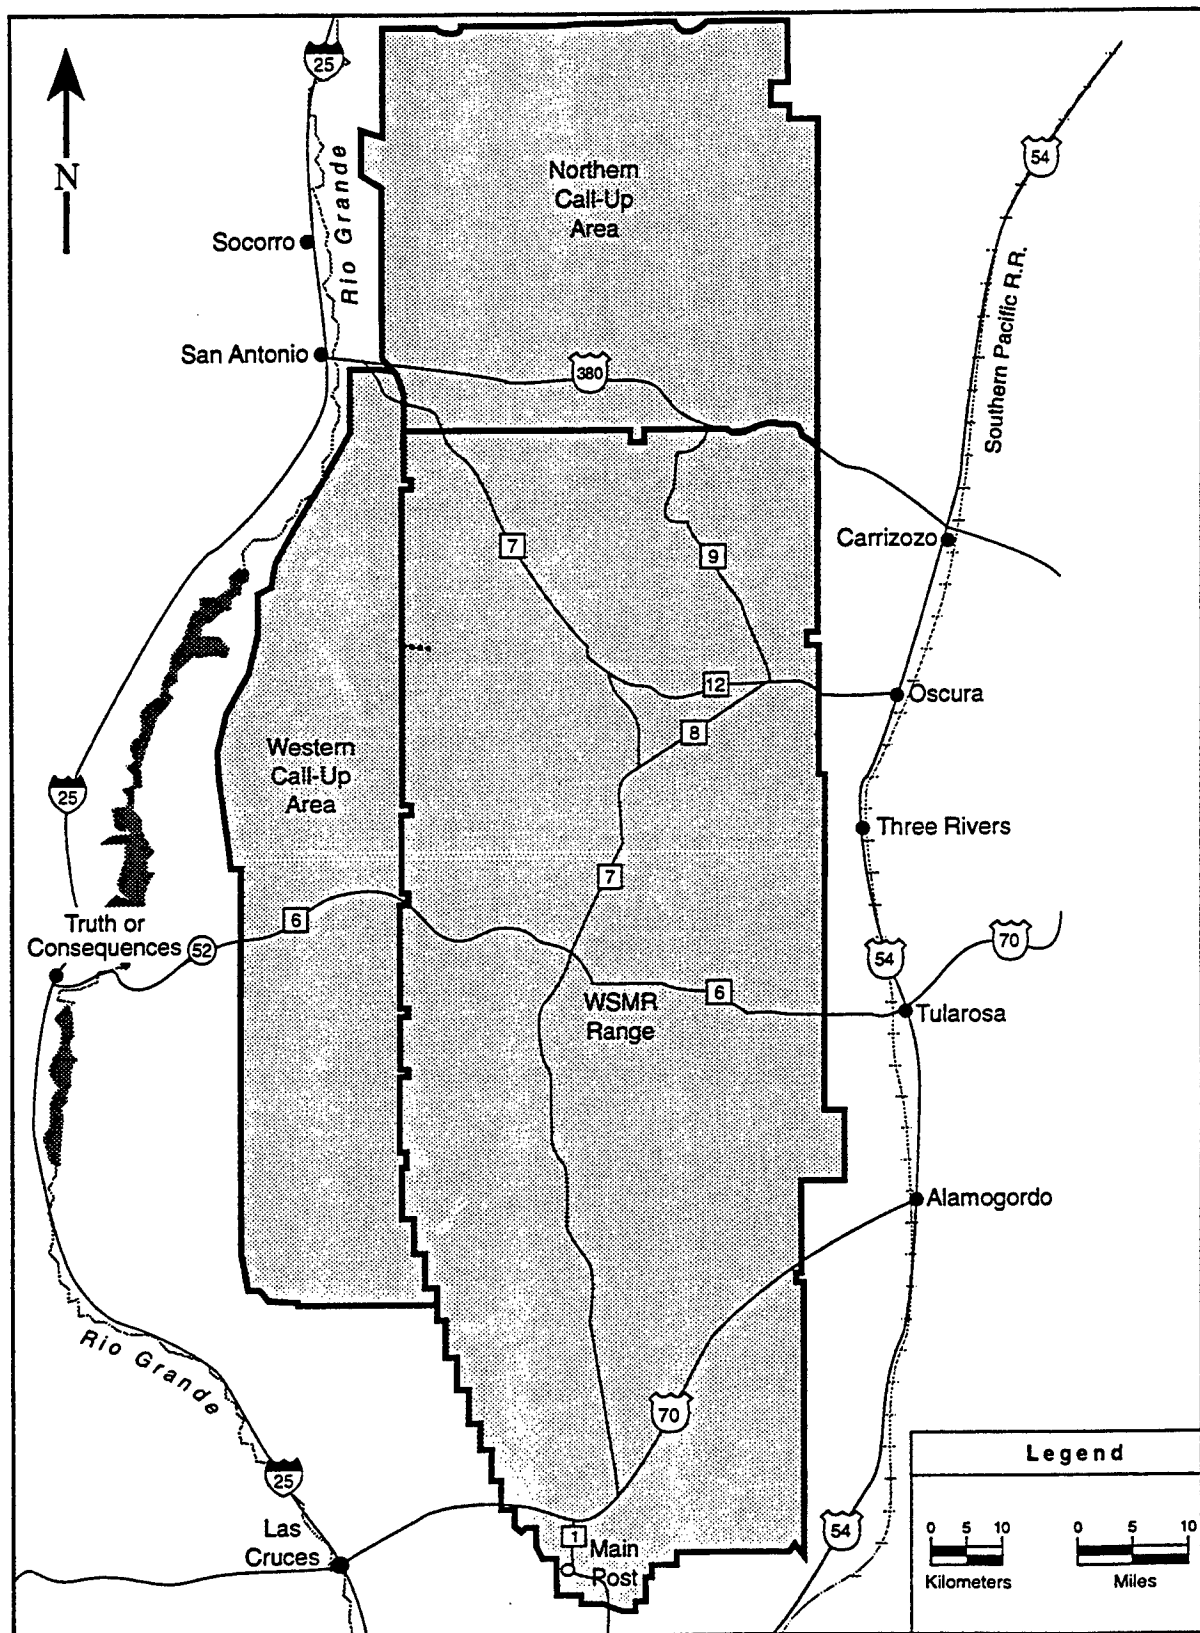 25
54
N
Northern
Call-Up
Area
Rio Grande
Socorro
Southern Pacific R.R.
San Antonio
380
7
9
Carrizozo
12
Oscura
8
Western
Call-Up
Area
25
Three Rivers
7
6
Truth or
Consequences
52
70
54
6
WSMR
Range
Tularosa
Alamogordo
Rio Grande
70
25
Legend
Las
Cruces
1
Main
Post
54
0 5 10
Kilometers
0 5 10
Miles